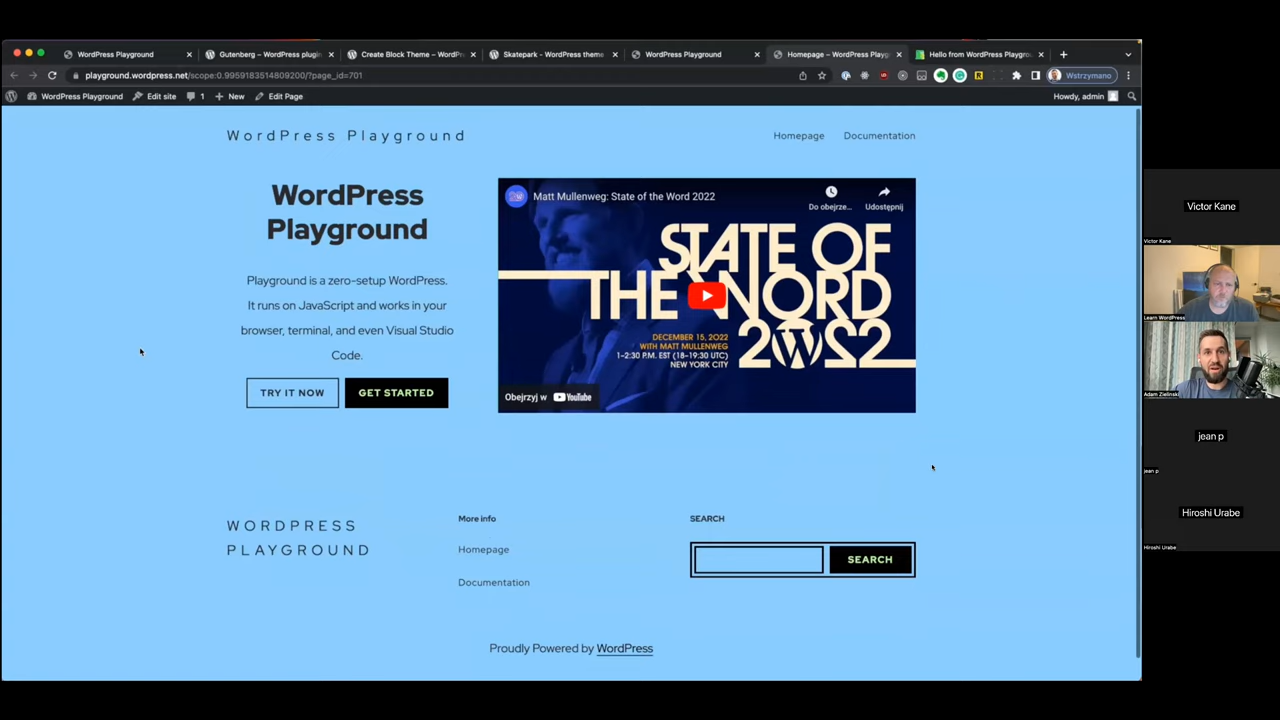 WordPress Playground
Gutenberg – WordPress plugin
Create Block Theme – WordPr
Skatepark - WordPress theme
WordPress Playground
Homepage – WordPress Playg
Hello from WordPress Playgrou
playground.wordpress.net/scope:0.9959183514809200/?page_id=701
Wstrzymano
WordPress Playground
Edit site
1
New
Edit Page
Howdy, admin
WordPress Playground
Homepage
Documentation
WordPress
Playground
Playground is a zero-setup WordPress.
It runs on JavaScript and works in your
browser, terminal, and even Visual Studio
Code.
TRY IT NOW
GET STARTED
Matt Mullenweg: State of the Word 2022
Do obejrze...
Udostępnij
STATE OF
THE WORD
2022
DECEMBER 15, 2022
WITH MATT MULLENWEG
1–2:30 P.M. EST (18–19:30 UTC)
NEW YORK CITY
Obejrzyj w YouTube
WORDPRESS
PLAYGROUND
More info
Homepage
Documentation
SEARCH
SEARCH
Proudly Powered by WordPress
Victor Kane
Victor Kane
Learn WordPress
Adam Zielinski
jean p
jean p
Hiroshi Urabe
Hiroshi Urabe